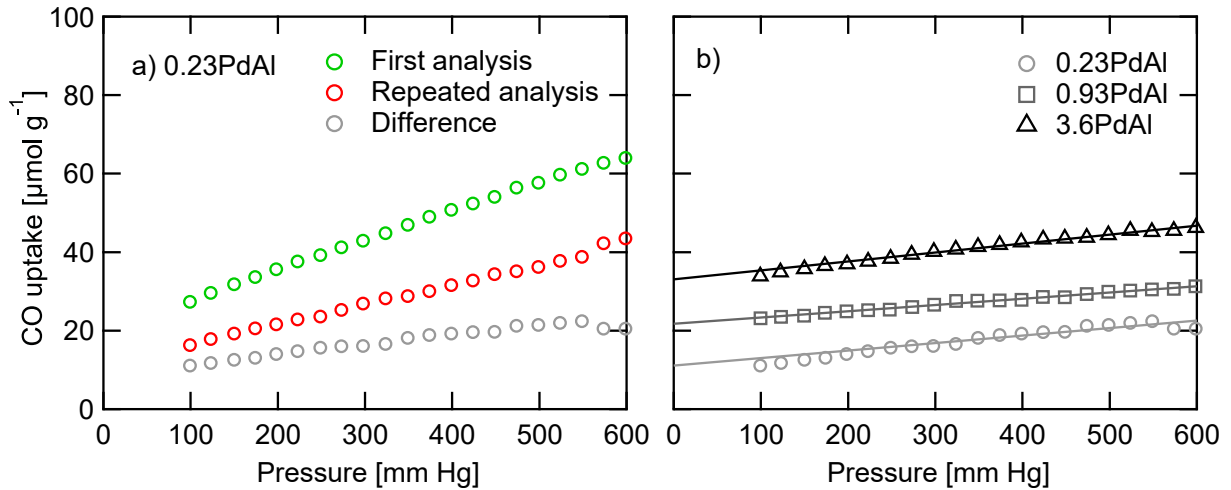 100
80
60
40
20
0
CO uptake [µmol g⁻¹]
a) 0.23PdAl
First analysis
Repeated analysis
Difference
0 100 200 300 400 500 600
Pressure [mm Hg]
b)
0.23PdAl
0.93PdAl
3.6PdAl
0 100 200 300 400 500 600
Pressure [mm Hg]